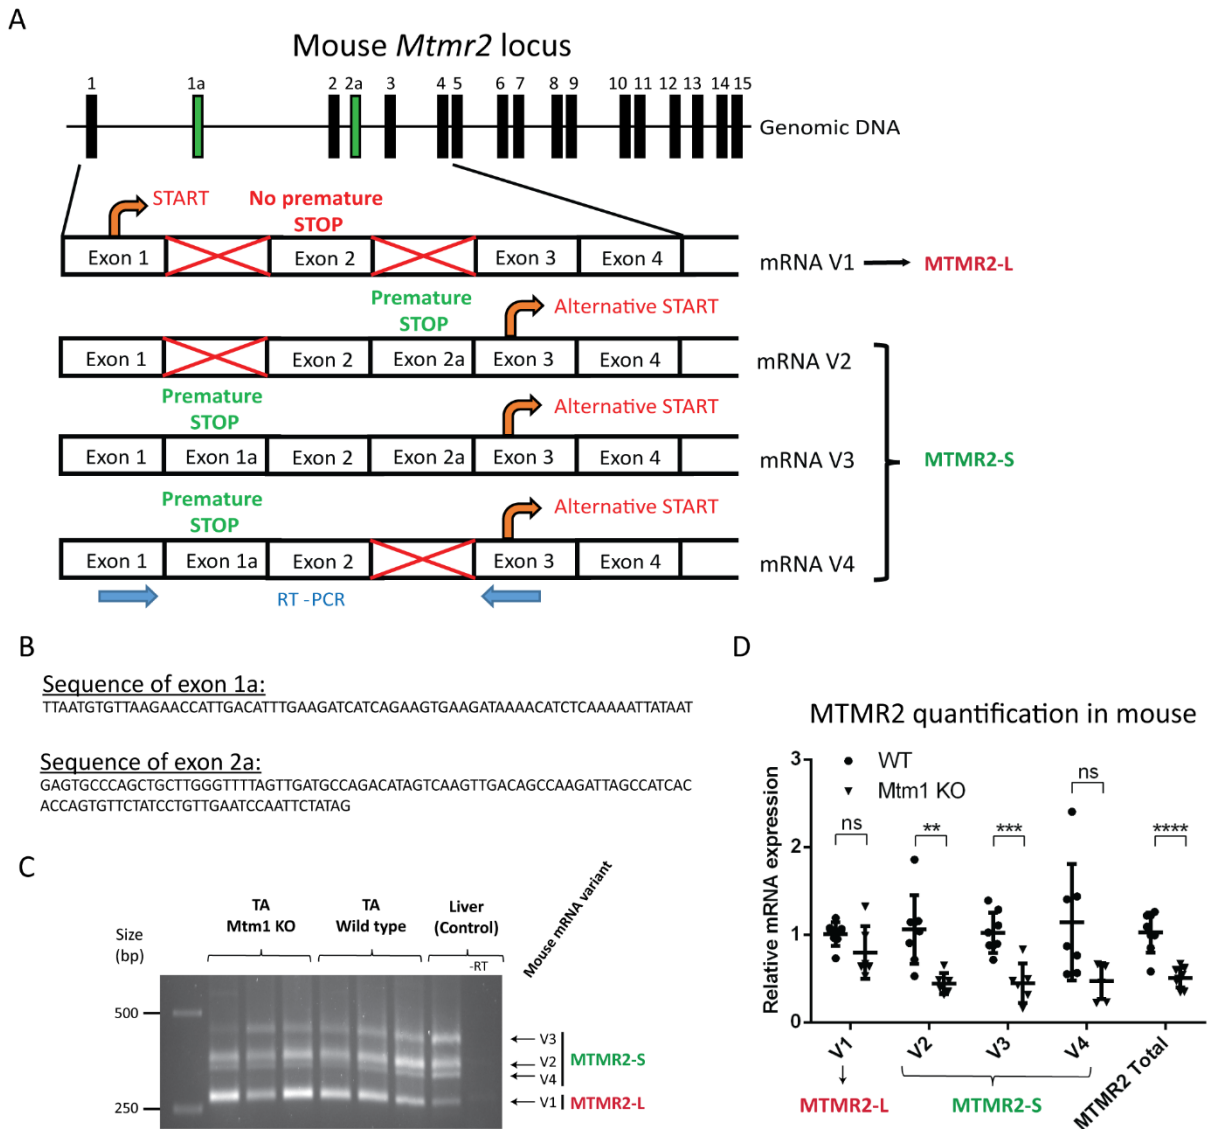 A
Mouse Mtmr2 locus
1 1a 2 2a 3 4 5 6 7 8 9 10 11 12 13 14 15
Genomic DNA
START
No premature
STOP
Exon 1 Exon 2 Exon 3 Exon 4 mRNA V1 MTMR2-L
Premature
STOP
Alternative START
Exon 1 Exon 2 Exon 2a Exon 3 Exon 4 mRNA V2
Premature
STOP
Alternative START
Exon 1 Exon 1a Exon 2 Exon 2a Exon 3 Exon 4 mRNA V3
MTMR2-S
Premature
STOP
Alternative START
Exon 1 Exon 1a Exon 2 Exon 3 Exon 4 mRNA V4
RT -PCR
B
Sequence of exon 1a:
TTAATGTGTTAAGAACCATTGACATTTGAAGATCATCAGAAGTGAAGATAAAACATCTCAAAAATTATAAT
Sequence of exon 2a:
GAGTGCCCAGCTGCTTGGGTTTTAGTTGATGCCAGACATAGTCAAGTTGACAGCCAAGATTAGCCATCAC
ACCAGTGTTCTATCCTGTTGAATCCAATTCTATAG
C
Size
(bp)
TA
Mtm1 KO
TA
Wild type
Liver
(Control)
-RT
Mouse mRNA variant
500
250
V3
V2
V4
MTMR2-S
V1
MTMR2-L
D
MTMR2 quantification in mouse
WT
Mtm1 KO
Relative mRNA expression
3
2
1
0
ns
**
***
ns
****
V1 V2 V3 V4 MTMR2 Total
MTMR2-L MTMR2-S